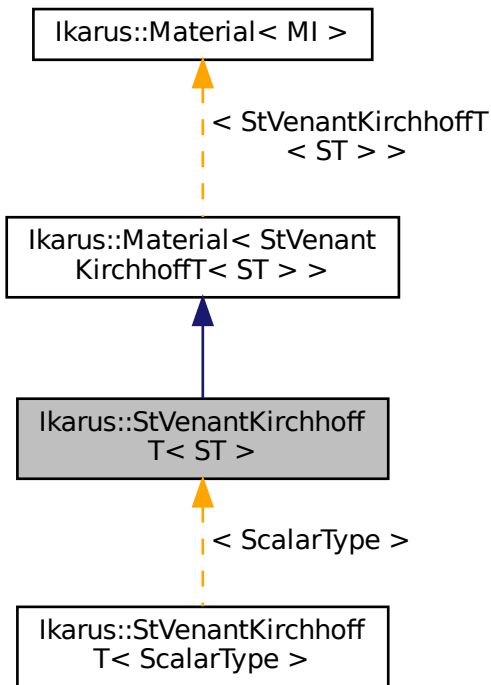 Ikarus::Material< MI >
< StVenantKirchhoffT
< ST > >
Ikarus::Material< StVenant
KirchhoffT< ST > >
Ikarus::StVenantKirchhoff
T< ST >
< ScalarType >
Ikarus::StVenantKirchhoff
T< ScalarType >